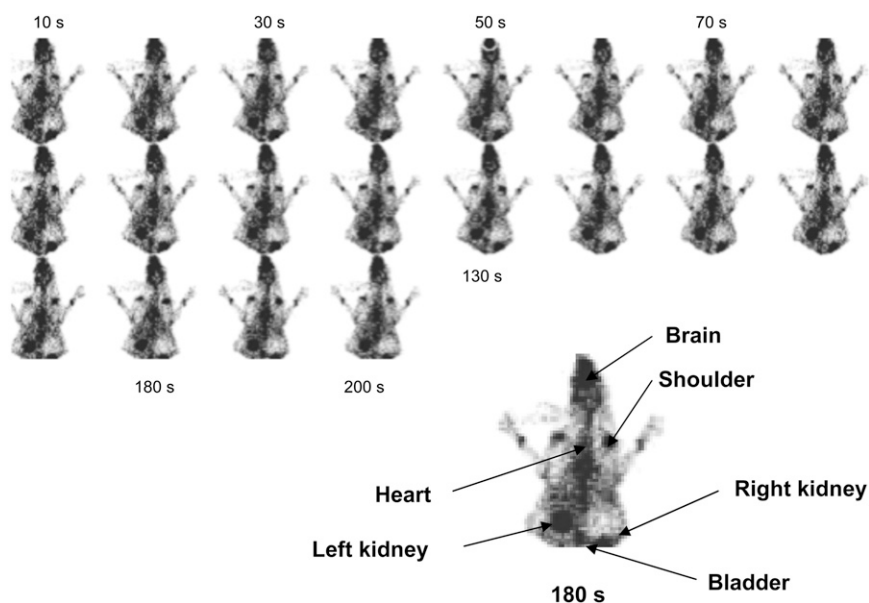 10 s
30 s
50 s
70 s
130 s
180 s
200 s
Brain
Shoulder
Heart
Right kidney
Left kidney
Bladder
180 s